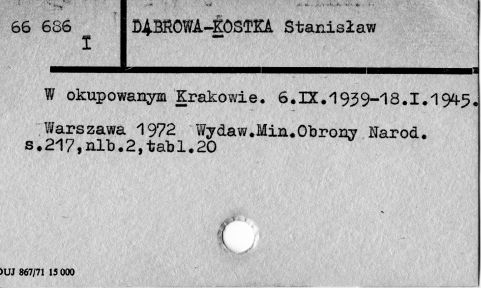 66 686
I
DĄBROWA-KOSTKA Stanisław
W okupowanym Krakowie. 6.IX.1939-18.I.1945.
Warszawa 1972 Wydaw.Min.Obrony Narod.
s.217,nlb.2,tabl.20
DUJ 867/71 15 000